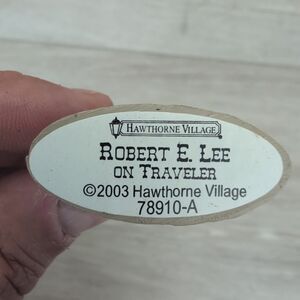 HAWTHORNE VILLAGE
ROBERT E. LEE
ON TRAVELER
©2003 Hawthorne Village
78910-A